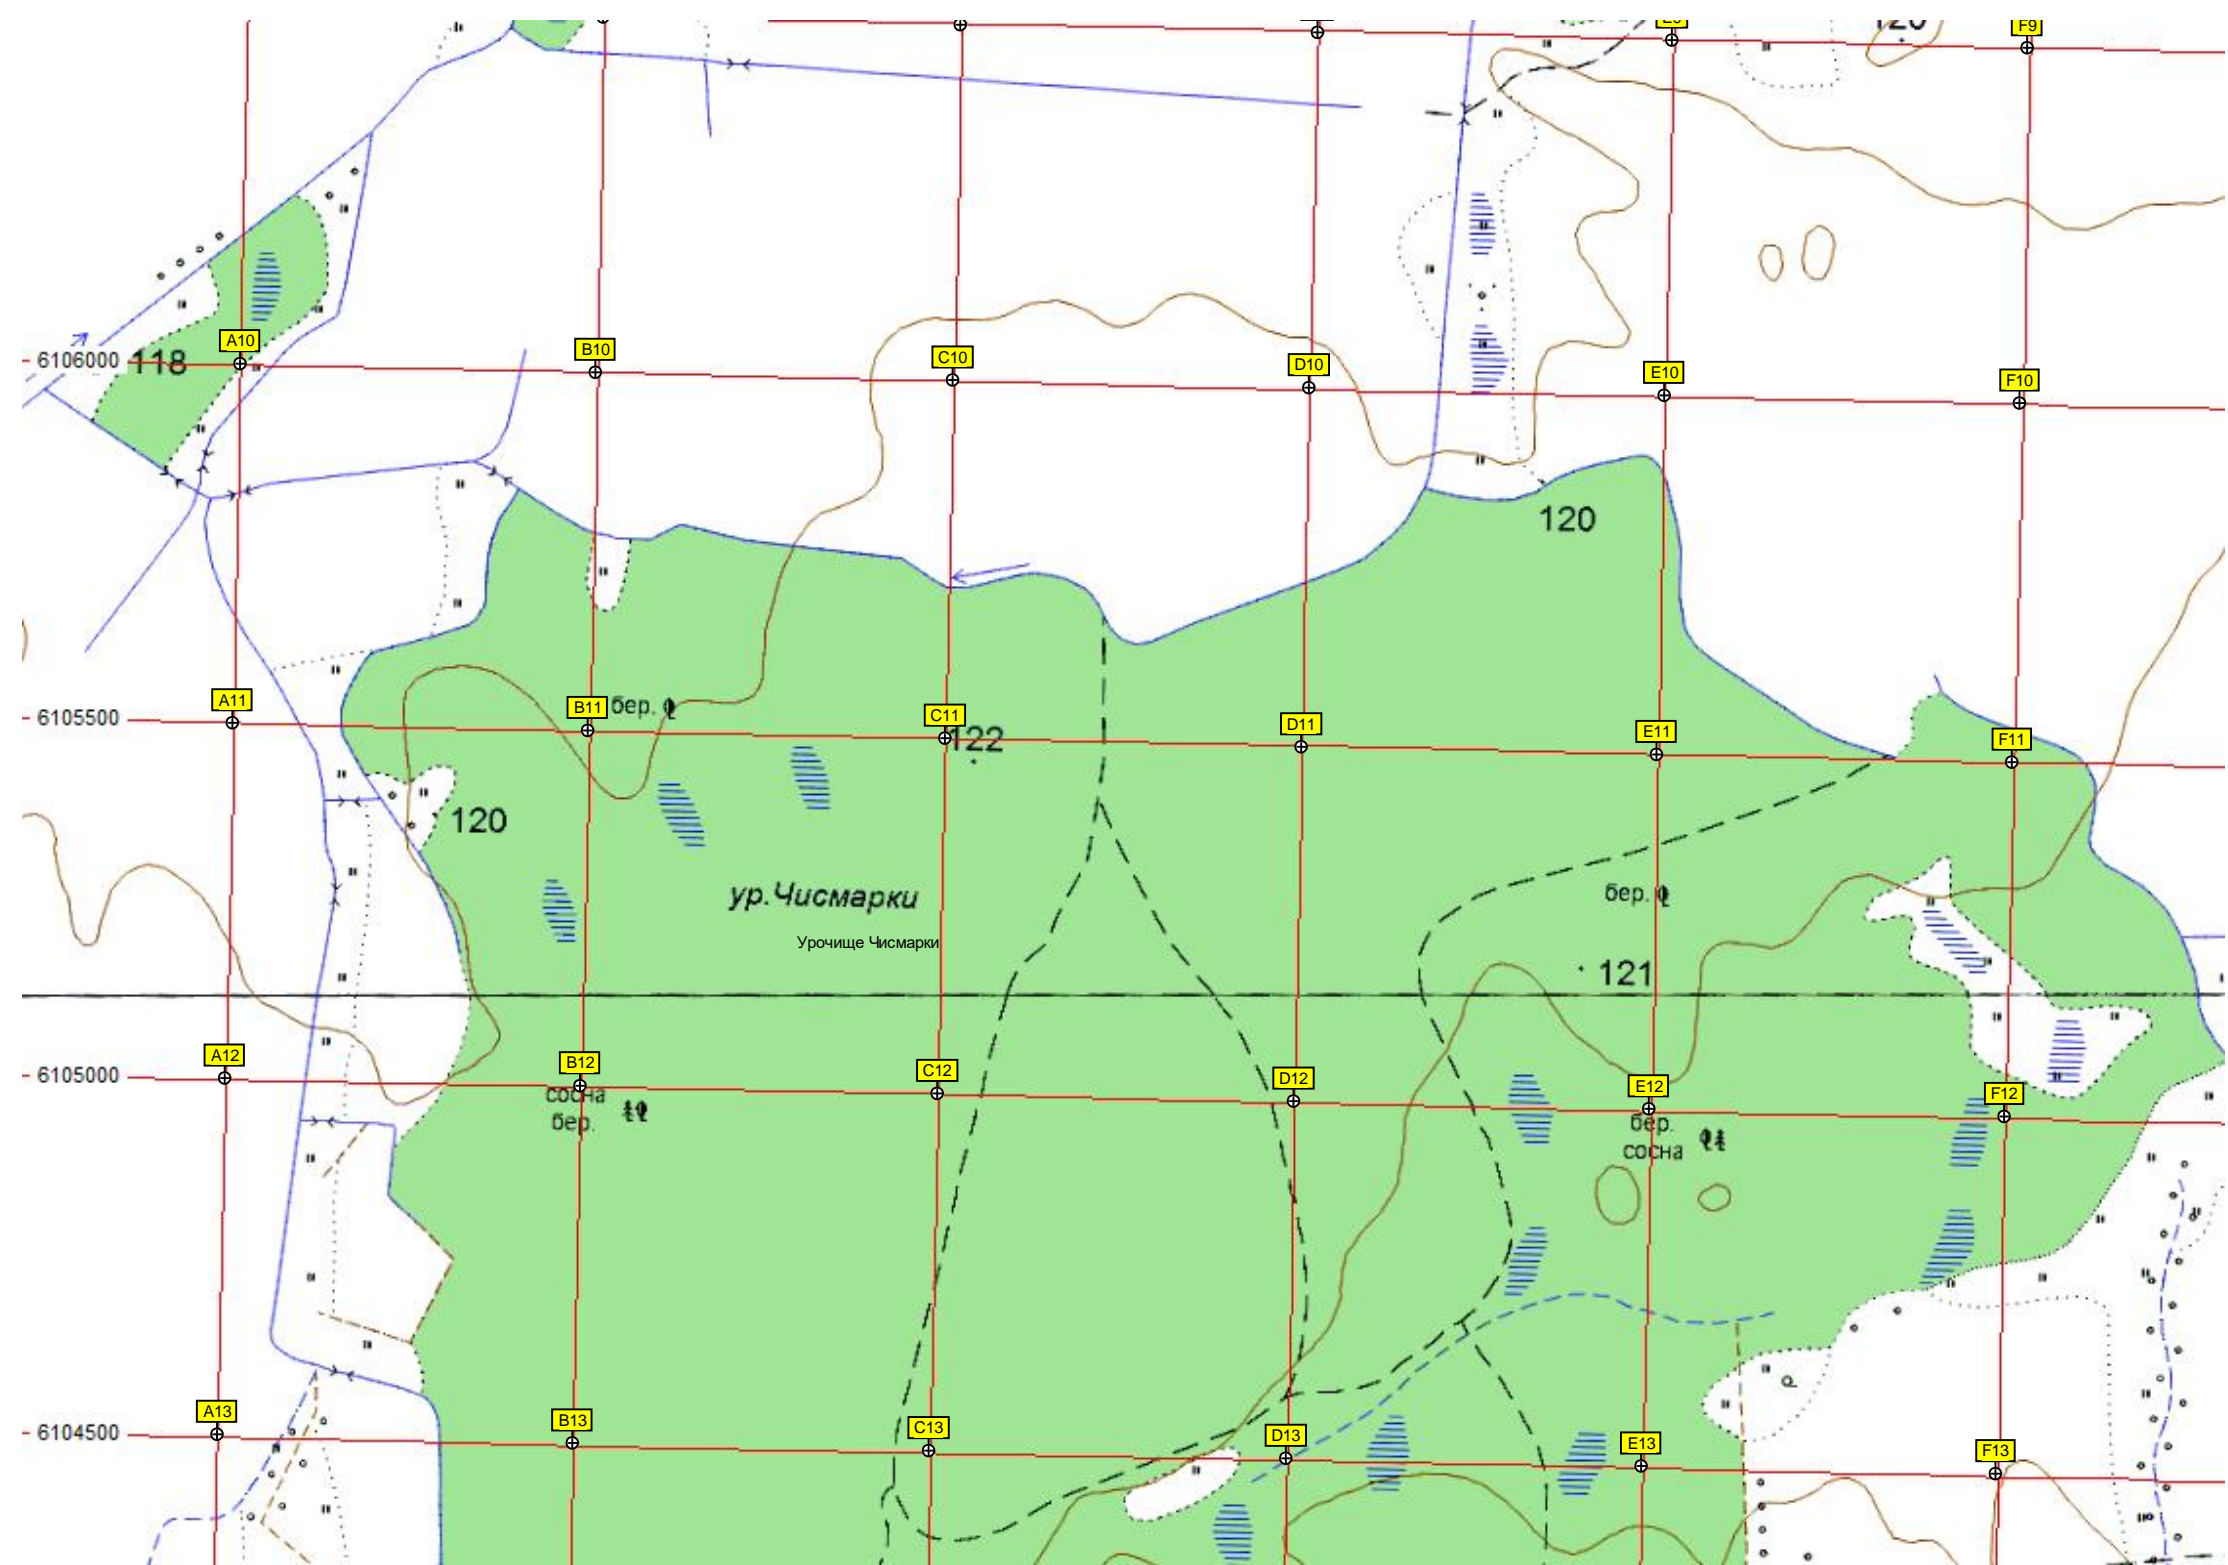 F9
A10
B10
C10
D10
E10
F10
6106000
118
120
A11
B11
бер.
C11
D11
E11
F11
6105500
122
120
ур.Чисмарки
бер.
Урочище Чисмарки
121
A12
B12
C12
D12
E12
F12
6105000
сосна
бер.
бер.
сосна
A13
B13
C13
D13
E13
F13
6104500